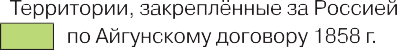 Территории, закреплённые за Россией
по Айгунскому договору 1858 г.